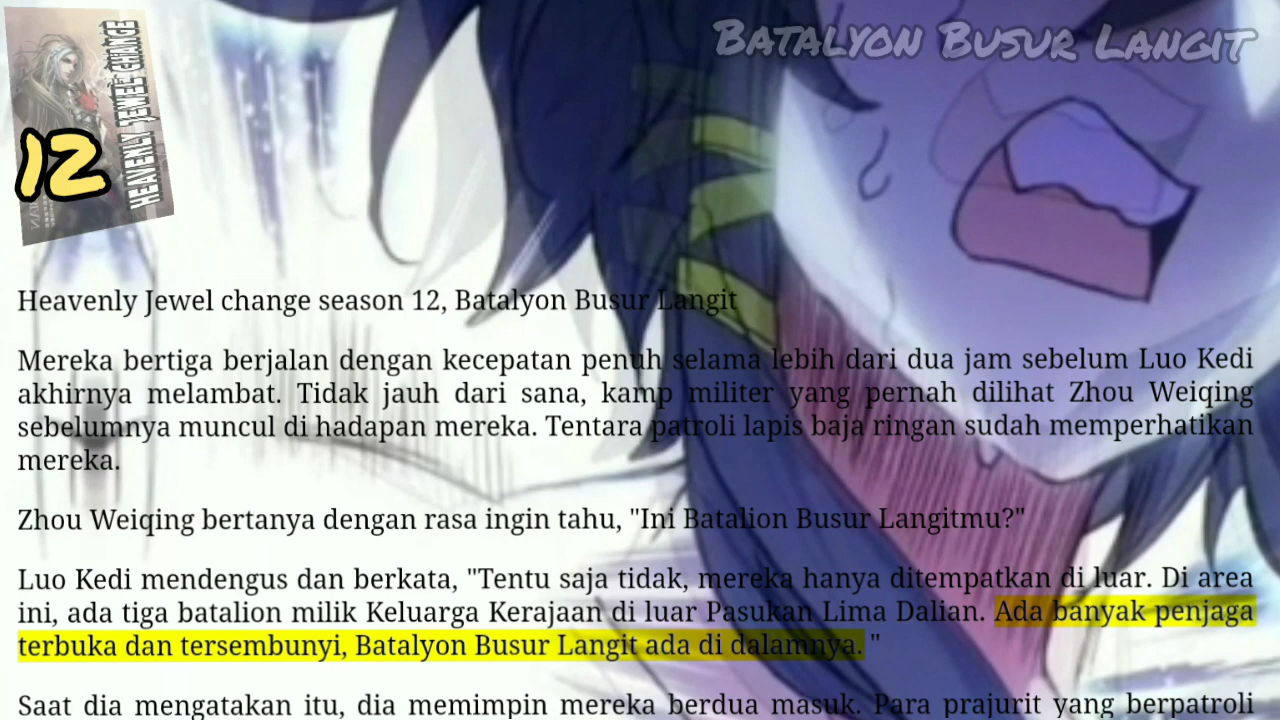 Batalyon Busur Langit
HEAVENLY JEWEL CHANGE
12
Heavenly Jewel change season 12, Batalyon Busur Langit
Mereka bertiga berjalan dengan kecepatan penuh selama lebih dari dua jam sebelum Luo Kedi
akhirnya melambat. Tidak jauh dari sana, kamp militer yang pernah dilihat Zhou Weiqing
sebelumnya muncul di hadapan mereka. Tentara patroli lapis baja ringan sudah memperhatikan
mereka.
Zhou Weiqing bertanya dengan rasa ingin tahu, "Ini Batalion Busur Langitmu?"
Luo Kedi mendengus dan berkata, "Tentu saja tidak, mereka hanya ditempatkan di luar. Di area
ini, ada tiga batalion milik Keluarga Kerajaan di luar Pasukan Lima Dalian. Ada banyak penjaga
terbuka dan tersembunyi, Batalyon Busur Langit ada di dalamnya. "
Saat dia mengatakan itu, dia memimpin mereka berdua masuk. Para prajurit yang berpatroli